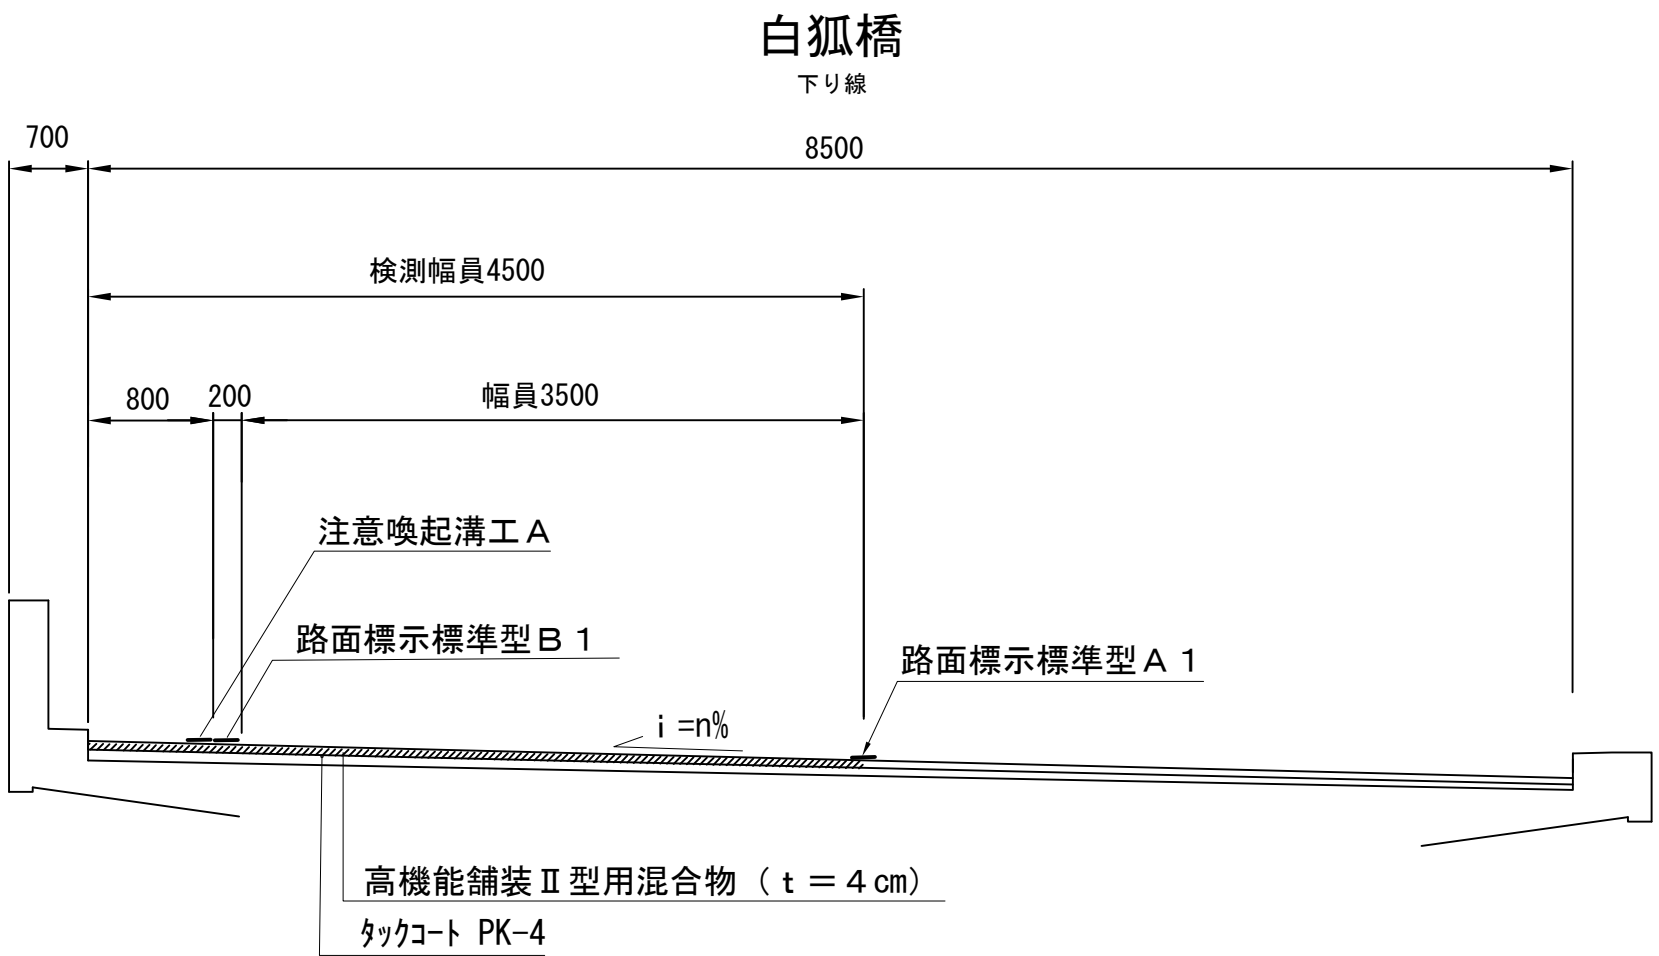 白狐橋
下り線
700
8500
検測幅員4500
800
200
幅員3500
注意喚起溝工A
路面標示標準型B1
路面標示標準型A1
i=n%
高機能舗装Ⅱ型用混合物（t＝4cm）
ﾀｯｸｺｰﾄ PK-4